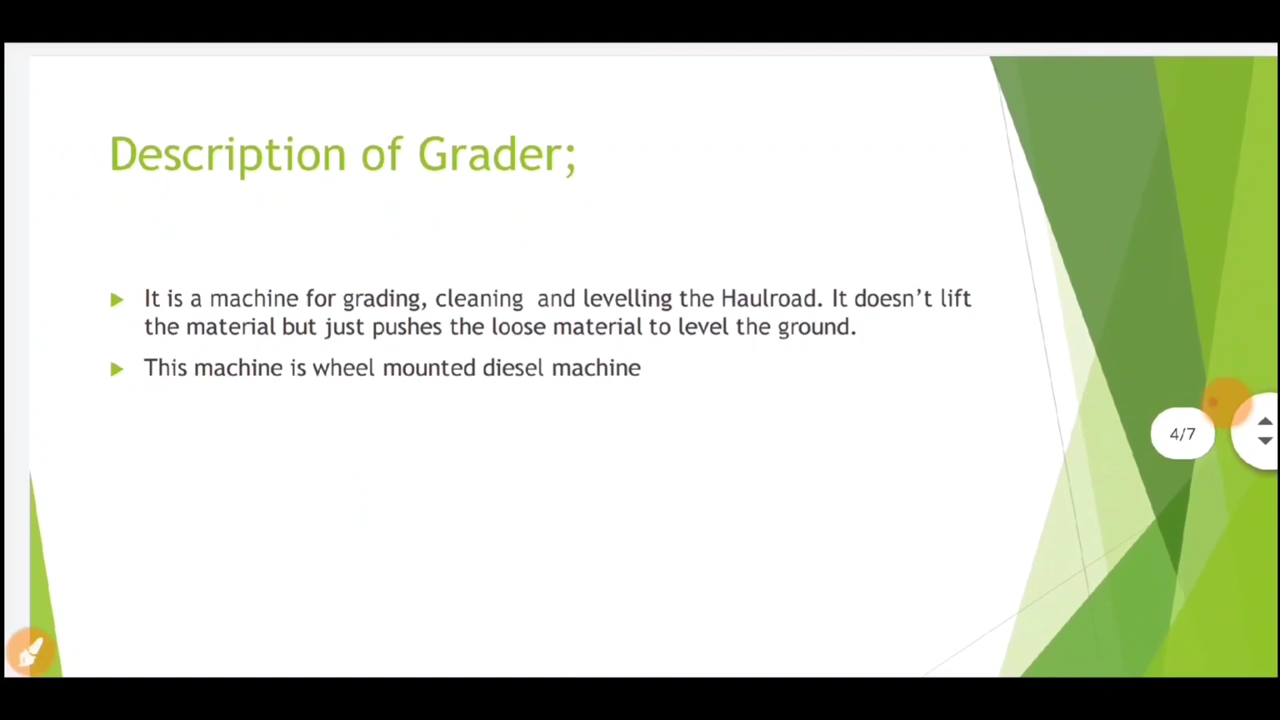 Description of Grader;
It is a machine for grading, cleaning and levelling the Haulroad. It doesn't lift
the material but just pushes the loose material to level the ground.
This machine is wheel mounted diesel machine
4/7